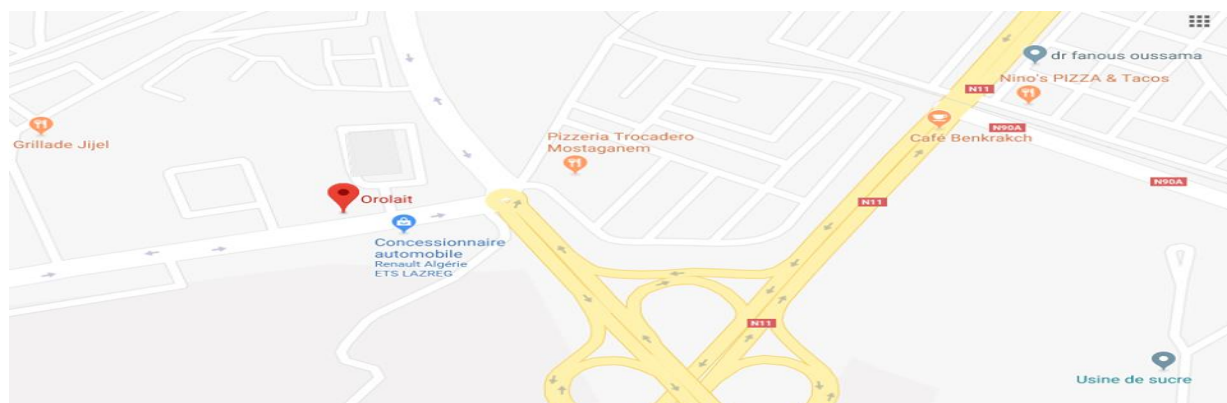 dr fanous oussama
Nino's PIZZA & Tacos
N11
Grillade Jijel
Pizzeria Trocadero
Mostaganem
Café Benkrakch
N90A
N90A
Orolait
N11
Concessionnaire
automobile
Renault Algérie
ETS LAZREG
N11
Usine de sucre